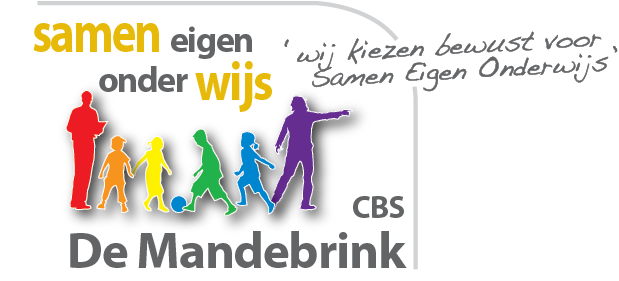 samen eigen
onder wijs
' wij kiezen bewust voor
Samen Eigen Onderwijs '
CBS
De Mandebrink